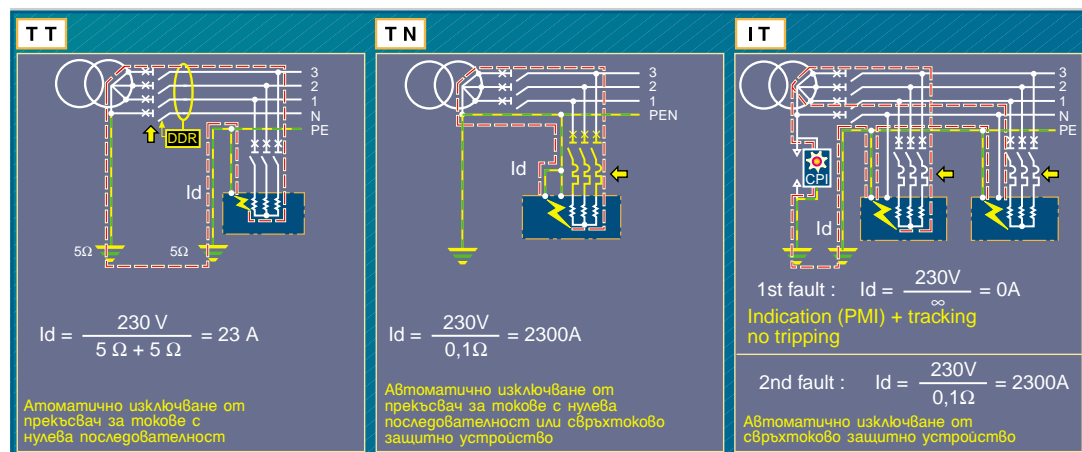 TT
3
2
1
N
PE
DDR
Id
5Ω
5Ω
Id = 230 V / 5 Ω + 5 Ω = 23 A
Атоматично изключване от
прекъсвач за токове с
нулева последователност
TN
3
2
1
PEN
Id
Id = 230V / 0,1Ω = 2300A
Автоматично изключване от
прекъсвач за токове с нулева
последователност или свръхтоково
защитно устройство
IT
3
2
1
N
PE
CPI
Id
1st fault : Id = 230V / ∞ = 0A
Indication (PMI) + tracking
no tripping
2nd fault : Id = 230V / 0,1Ω = 2300A
Автоматично изключване от
свръхтоково защитно устройство